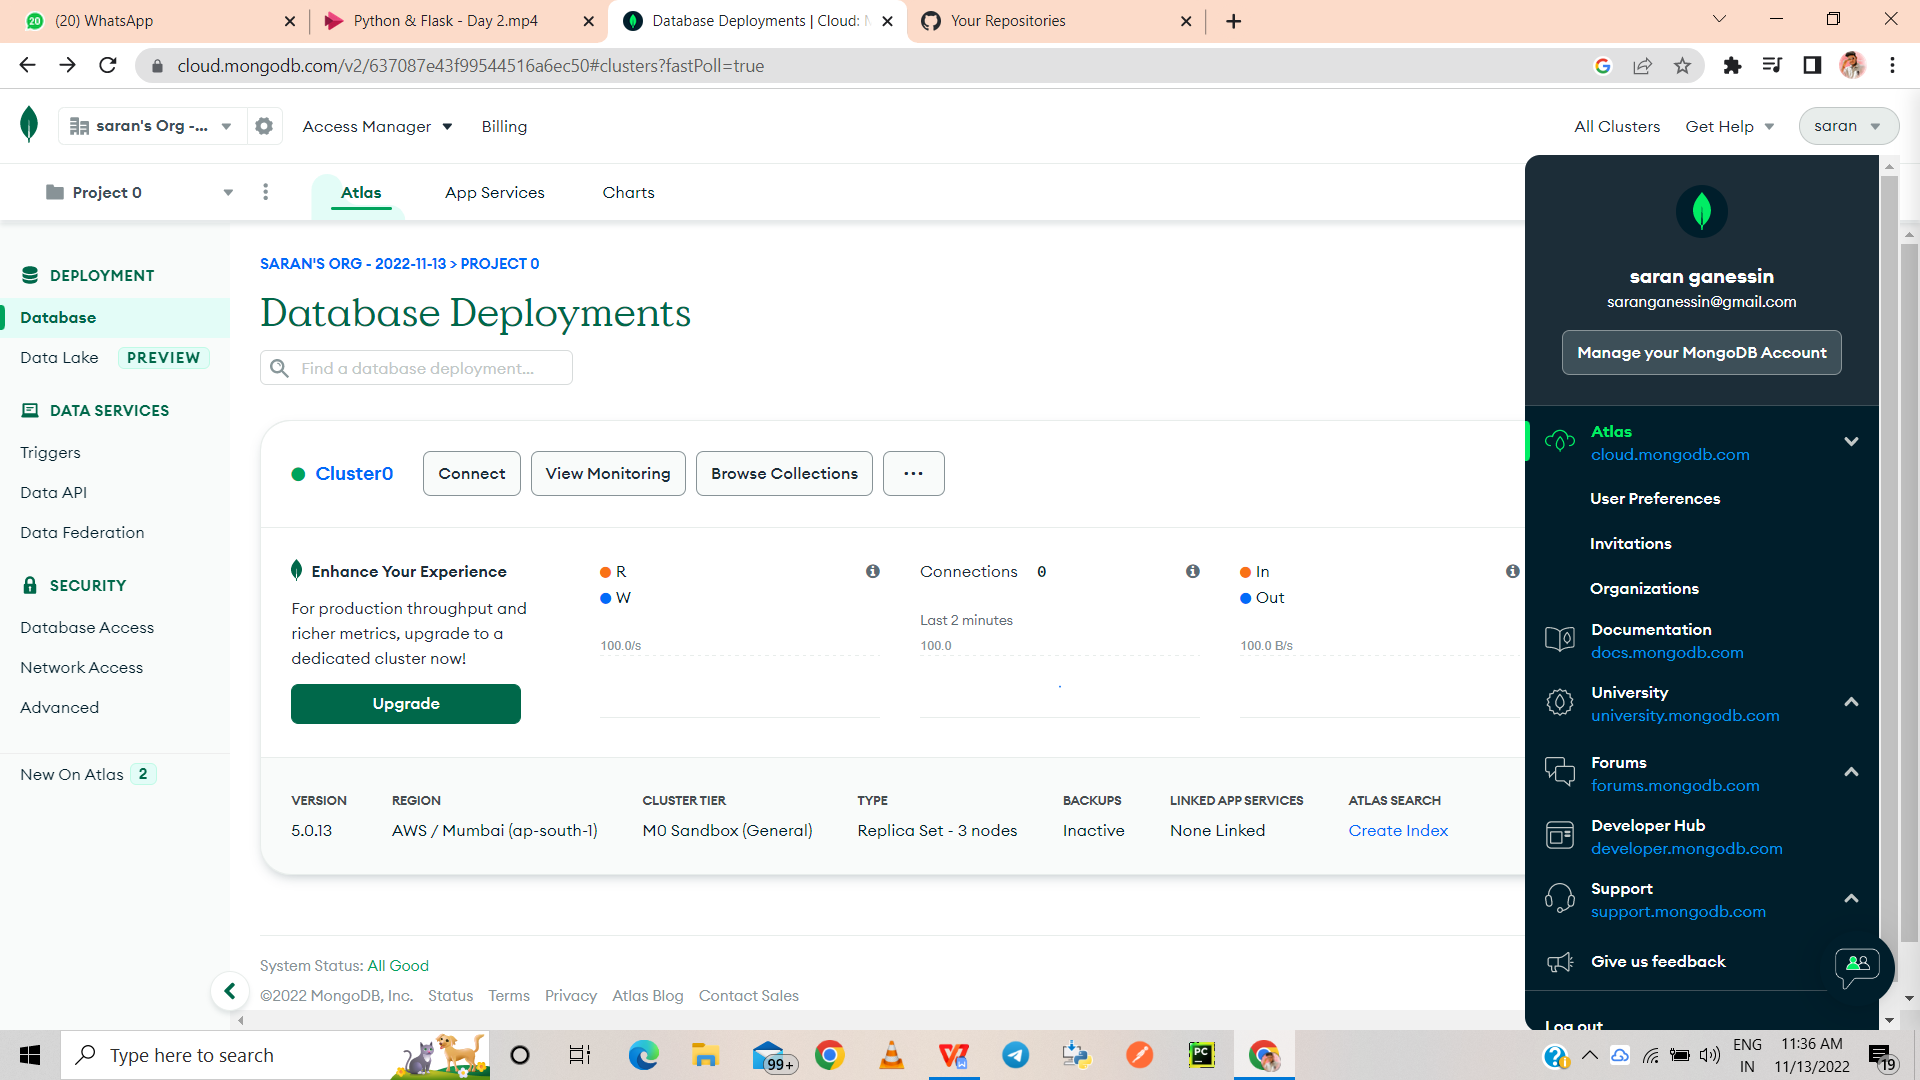 (20) WhatsApp
Python & Flask - Day 2.mp4
Database Deployments | Cloud:
Your Repositories
cloud.mongodb.com/v2/637087e43f99544516a6ec50#clusters?fastPoll=true
saran's Org -...
Access Manager
Billing
All Clusters
Get Help
saran
Project 0
Atlas
App Services
Charts
DEPLOYMENT
Database
Data Lake PREVIEW
DATA SERVICES
Triggers
Data API
Data Federation
SECURITY
Database Access
Network Access
Advanced
New On Atlas 2
SARAN'S ORG - 2022-11-13 > PROJECT 0
Database Deployments
Find a database deployment...
Cluster0
Connect
View Monitoring
Browse Collections
...
Enhance Your Experience
For production throughput and
richer metrics, upgrade to a
dedicated cluster now!
Upgrade
R
W
100.0/s
Connections 0
Last 2 minutes
100.0
In
Out
100.0 B/s
VERSION
5.0.13
REGION
AWS / Mumbai (ap-south-1)
CLUSTER TIER
M0 Sandbox (General)
TYPE
Replica Set - 3 nodes
BACKUPS
Inactive
LINKED APP SERVICES
None Linked
ATLAS SEARCH
Create Index
System Status: All Good
©2022 MongoDB, Inc. Status Terms Privacy Atlas Blog Contact Sales
saran ganessin
saranganessin@gmail.com
Manage your MongoDB Account
Atlas
cloud.mongodb.com
User Preferences
Invitations
Organizations
Documentation
docs.mongodb.com
University
university.mongodb.com
Forums
forums.mongodb.com
Developer Hub
developer.mongodb.com
Support
support.mongodb.com
Give us feedback
Log out
Type here to search
99+
PC
ENG
IN
11:36 AM
11/13/2022
19